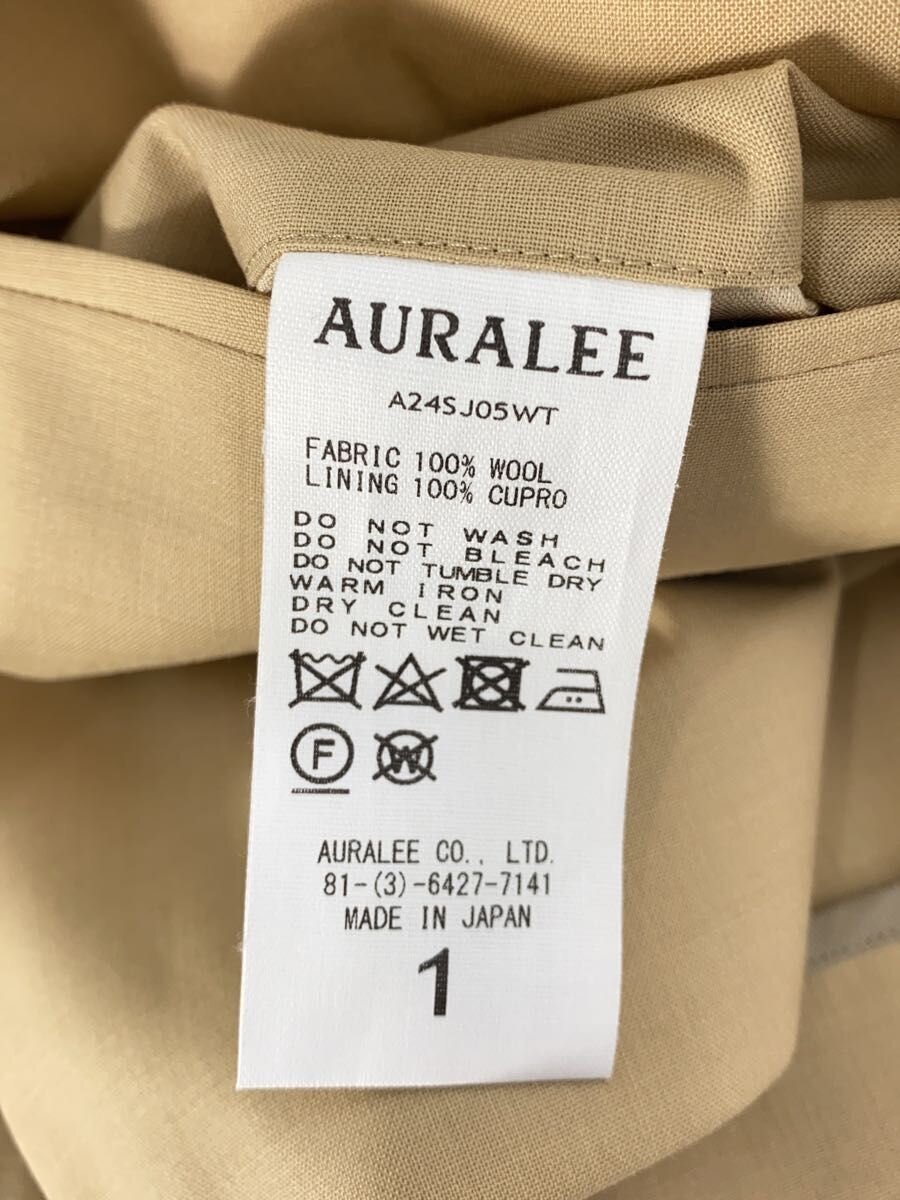 AURALEE
A24SJ05WT
FABRIC 100% WOOL
LINING 100% CUPRO
DO NOT WASH
DO NOT BLEACH
DO NOT TUMBLE DRY
WARM IRON
DRY CLEAN
DO NOT WET CLEAN
F W
AURALEE CO., LTD.
81-(3)-6427-7141
MADE IN JAPAN
1